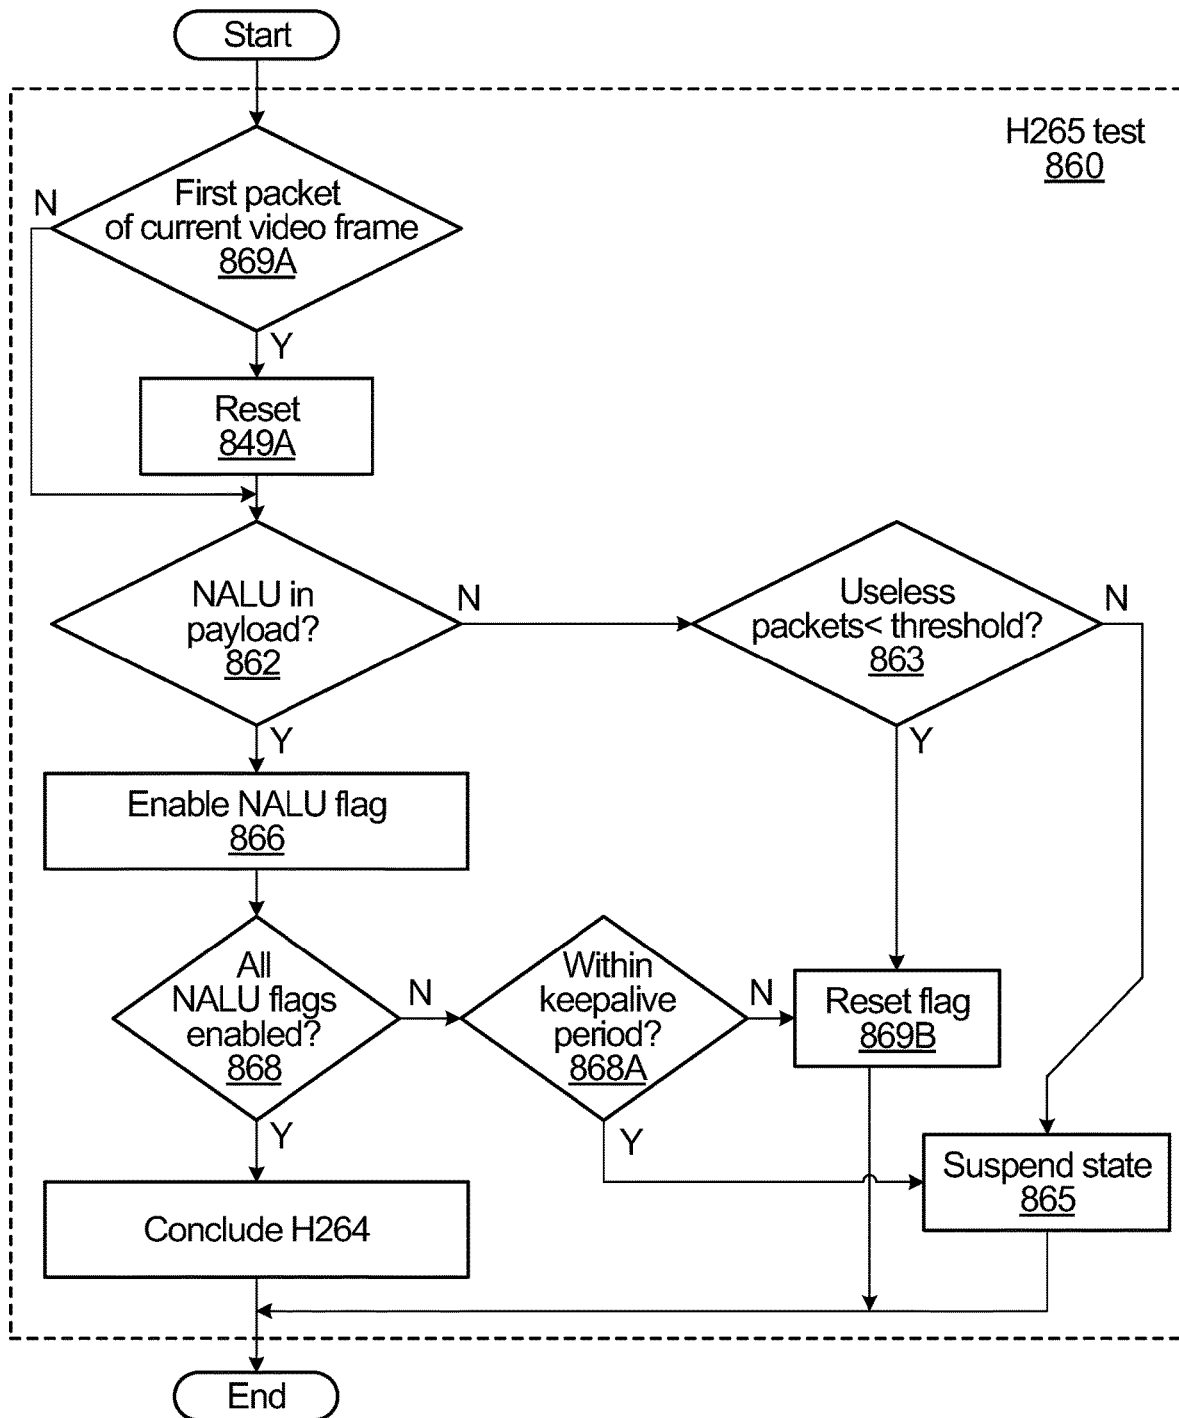 Start
H265 test
860
First packet
of current video frame
869A
N
Y
Reset
849A
NALU in
payload?
862
N
Y
Useless
packets< threshold?
863
N
Y
Enable NALU flag
866
All
NALU flags
enabled?
868
N
Y
Within
keepalive
period?
868A
N
Y
Reset flag
869B
Suspend state
865
Conclude H264
End